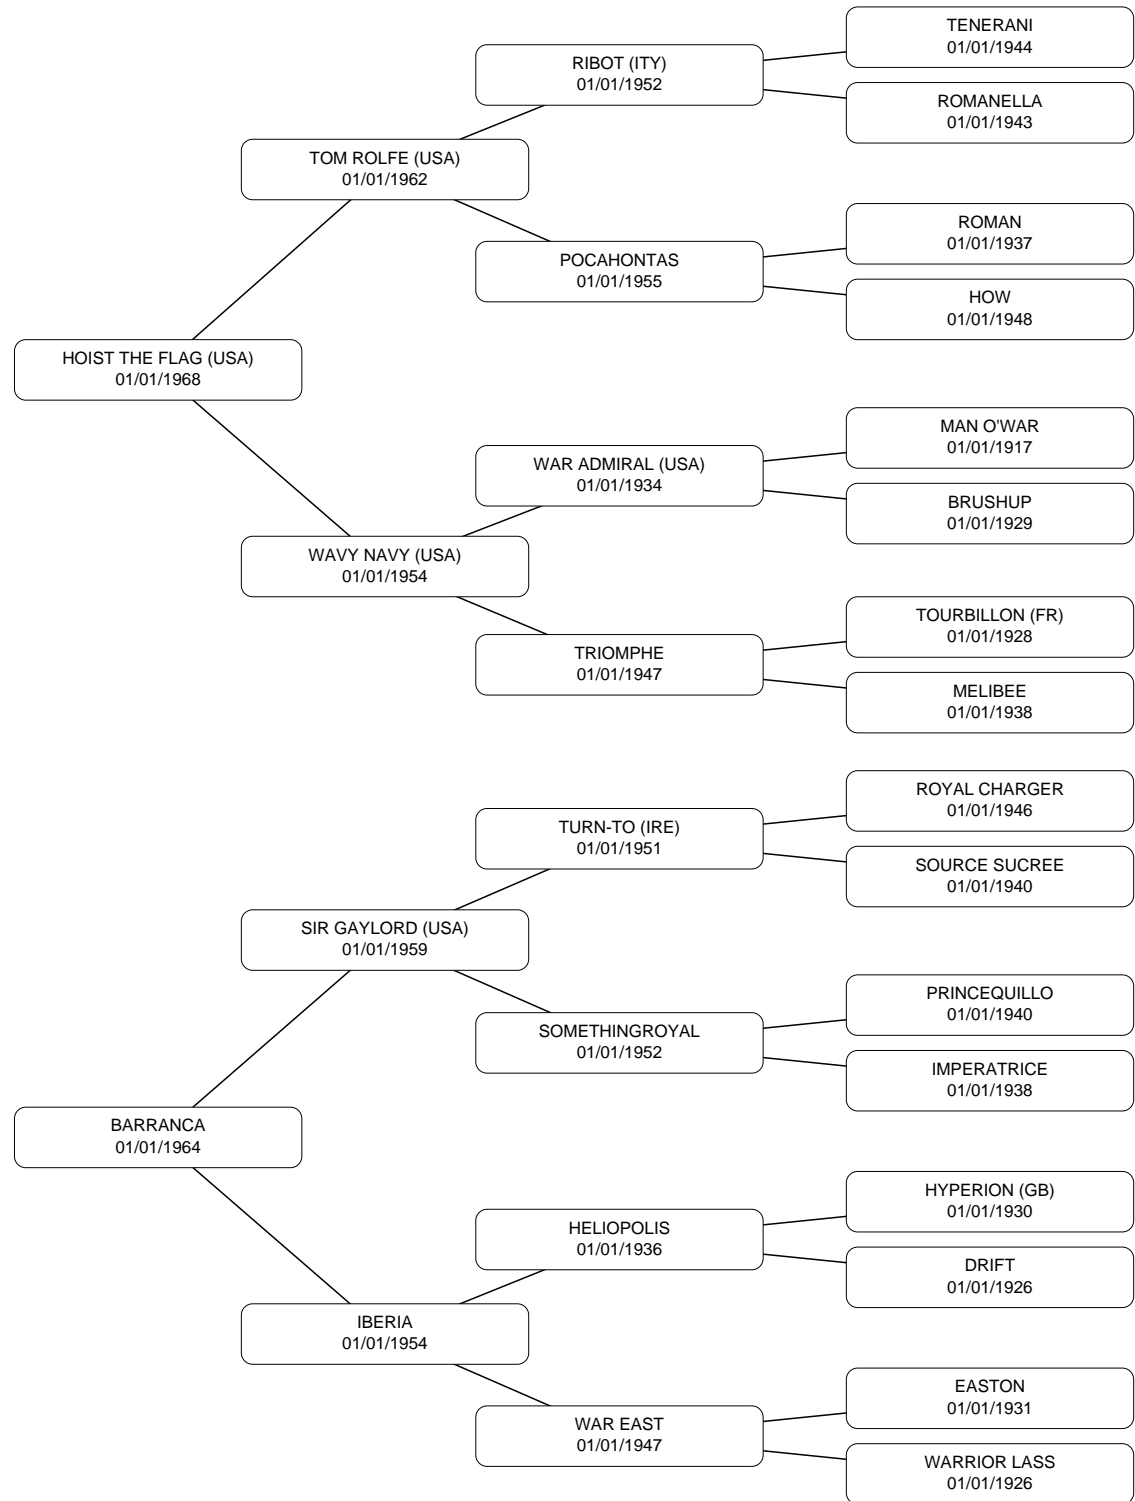 TENERANI
01/01/1944
RIBOT (ITY)
01/01/1952
ROMANELLA
01/01/1943
TOM ROLFE (USA)
01/01/1962
ROMAN
01/01/1937
POCAHONTAS
01/01/1955
HOW
01/01/1948
HOIST THE FLAG (USA)
01/01/1968
MAN O'WAR
01/01/1917
WAR ADMIRAL (USA)
01/01/1934
BRUSHUP
01/01/1929
WAVY NAVY (USA)
01/01/1954
TOURBILLON (FR)
01/01/1928
TRIOMPHE
01/01/1947
MELIBEE
01/01/1938
ROYAL CHARGER
01/01/1946
TURN-TO (IRE)
01/01/1951
SOURCE SUCREE
01/01/1940
SIR GAYLORD (USA)
01/01/1959
PRINCEQUILLO
01/01/1940
SOMETHINGROYAL
01/01/1952
IMPERATRICE
01/01/1938
BARRANCA
01/01/1964
HYPERION (GB)
01/01/1930
HELIOPOLIS
01/01/1936
DRIFT
01/01/1926
IBERIA
01/01/1954
EASTON
01/01/1931
WAR EAST
01/01/1947
WARRIOR LASS
01/01/1926